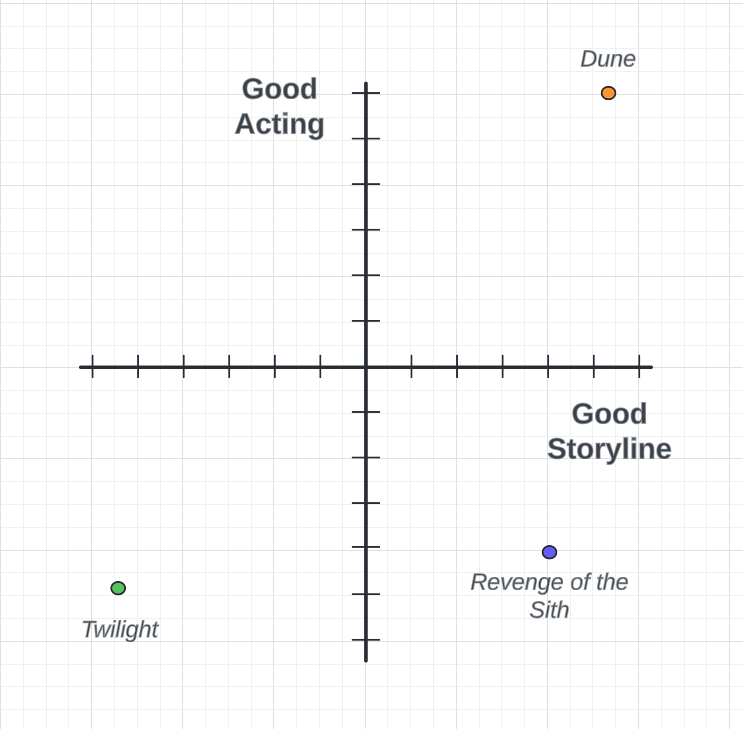 Dune
Good
Acting
Good
Storyline
Revenge of the
Sith
Twilight